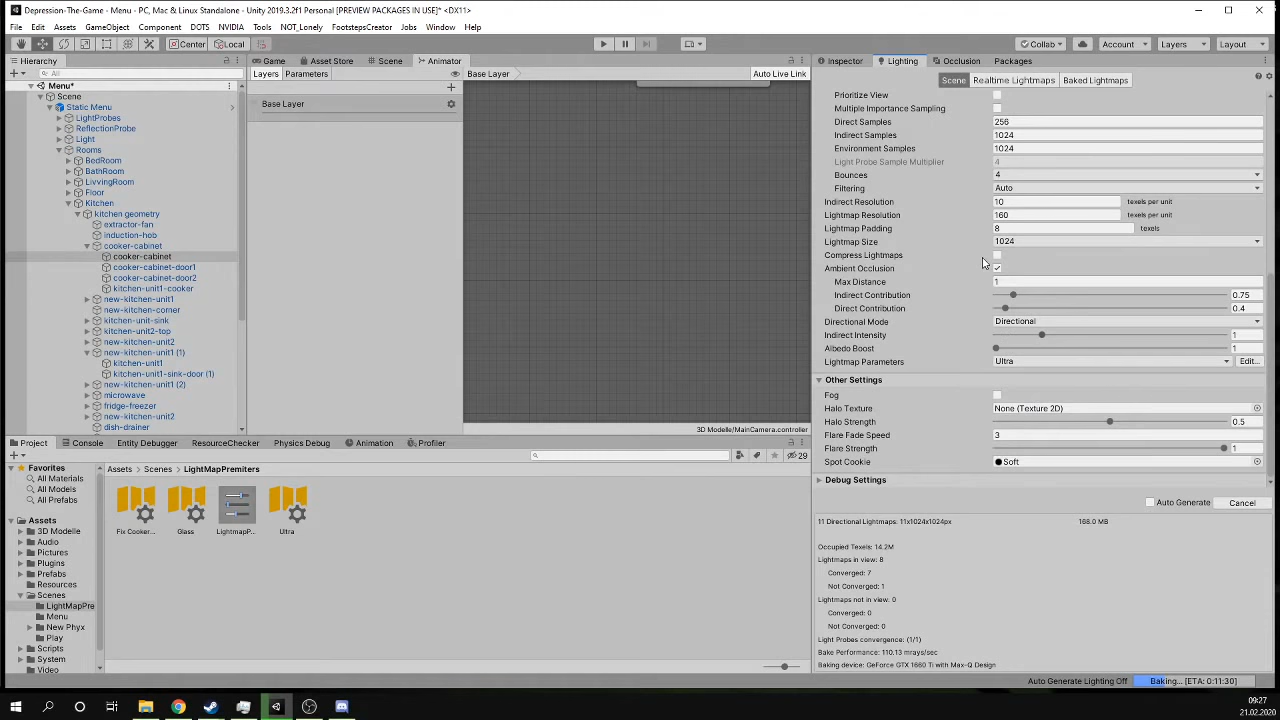 Depression-The-Game - Menu - PC, Mac & Linux Standalone - Unity 2019.3.2f1 Personal [PREVIEW PACKAGES IN USE]* <DX11>
File Edit Assets GameObject Component DOTS NVIDIA Tools NOT_Lonely FootstepsCreator Jobs Window Help
Center Local Collab Account Layers Layout
Hierarchy Game Asset Store Scene Animator Inspector Lighting Occlusion Packages
All Layers Parameters Base Layer Auto Live Link Scene Realtime Lightmaps Baked Lightmaps
Menu*
Scene
Static Menu
LightProbes
ReflectionProbe
Light
Rooms
BedRoom
BathRoom
LivvingRoom
Floor
Kitchen
kitchen geometry
extractor-fan
induction-hob
cooker-cabinet
cooker-cabinet
cooker-cabinet-door1
cooker-cabinet-door2
kitchen-unit1-cooker
new-kitchen-unit1
new-kitchen-corner
kitchen-unit-sink
kitchen-unit2-top
new-kitchen-unit2
new-kitchen-unit1 (1)
kitchen-unit1
kitchen-unit1-sink-door (1)
new-kitchen-unit1 (2)
microwave
fridge-freezer
new-kitchen-unit2
dish-drainer
Base Layer
3D Modelle/MainCamera.controller
Prioritize View
Multiple Importance Sampling
Direct Samples 256
Indirect Samples 1024
Environment Samples 1024
Light Probe Sample Multiplier 4
Bounces 4
Filtering Auto
Indirect Resolution 10 texels per unit
Lightmap Resolution 160 texels per unit
Lightmap Padding 8 texels
Lightmap Size 1024
Compress Lightmaps
Ambient Occlusion
Max Distance 1
Indirect Contribution 0.75
Direct Contribution 0.4
Directional Mode Directional
Indirect Intensity 1
Albedo Boost 1
Lightmap Parameters Ultra Edit...
Other Settings
Fog
Halo Texture None (Texture 2D)
Halo Strength 0.5
Flare Fade Speed 3
Flare Strength 1
Spot Cookie Soft
Debug Settings
Auto Generate Cancel
11 Directional Lightmaps: 11x1024x1024px 168.0 MB
Occupied Texels: 14.2M
Lightmaps in view: 8
Converged: 7
Not Converged: 1
Lightmaps not in view: 0
Converged: 0
Not Converged: 0
Light Probes convergence: (1/1)
Bake Performance: 110.13 mrays/sec
Baking device: GeForce GTX 1660 Ti with Max-Q Design
Project Console Entity Debugger ResourceChecker Physics Debug Animation Profiler
29
Favorites
All Materials
All Models
All Prefabs
Assets
3D Modelle
Audio
Pictures
Plugins
Prefabs
Resources
Scenes
LightMapPre
Menu
New Phyx
Play
Scripts
System
Video
Assets Scenes LightMapPremiters
Fix Cooker... Glass LightmapP... Ultra
Auto Generate Lighting Off Baking... [ETA: 0:11:30]
09:27
21.02.2020